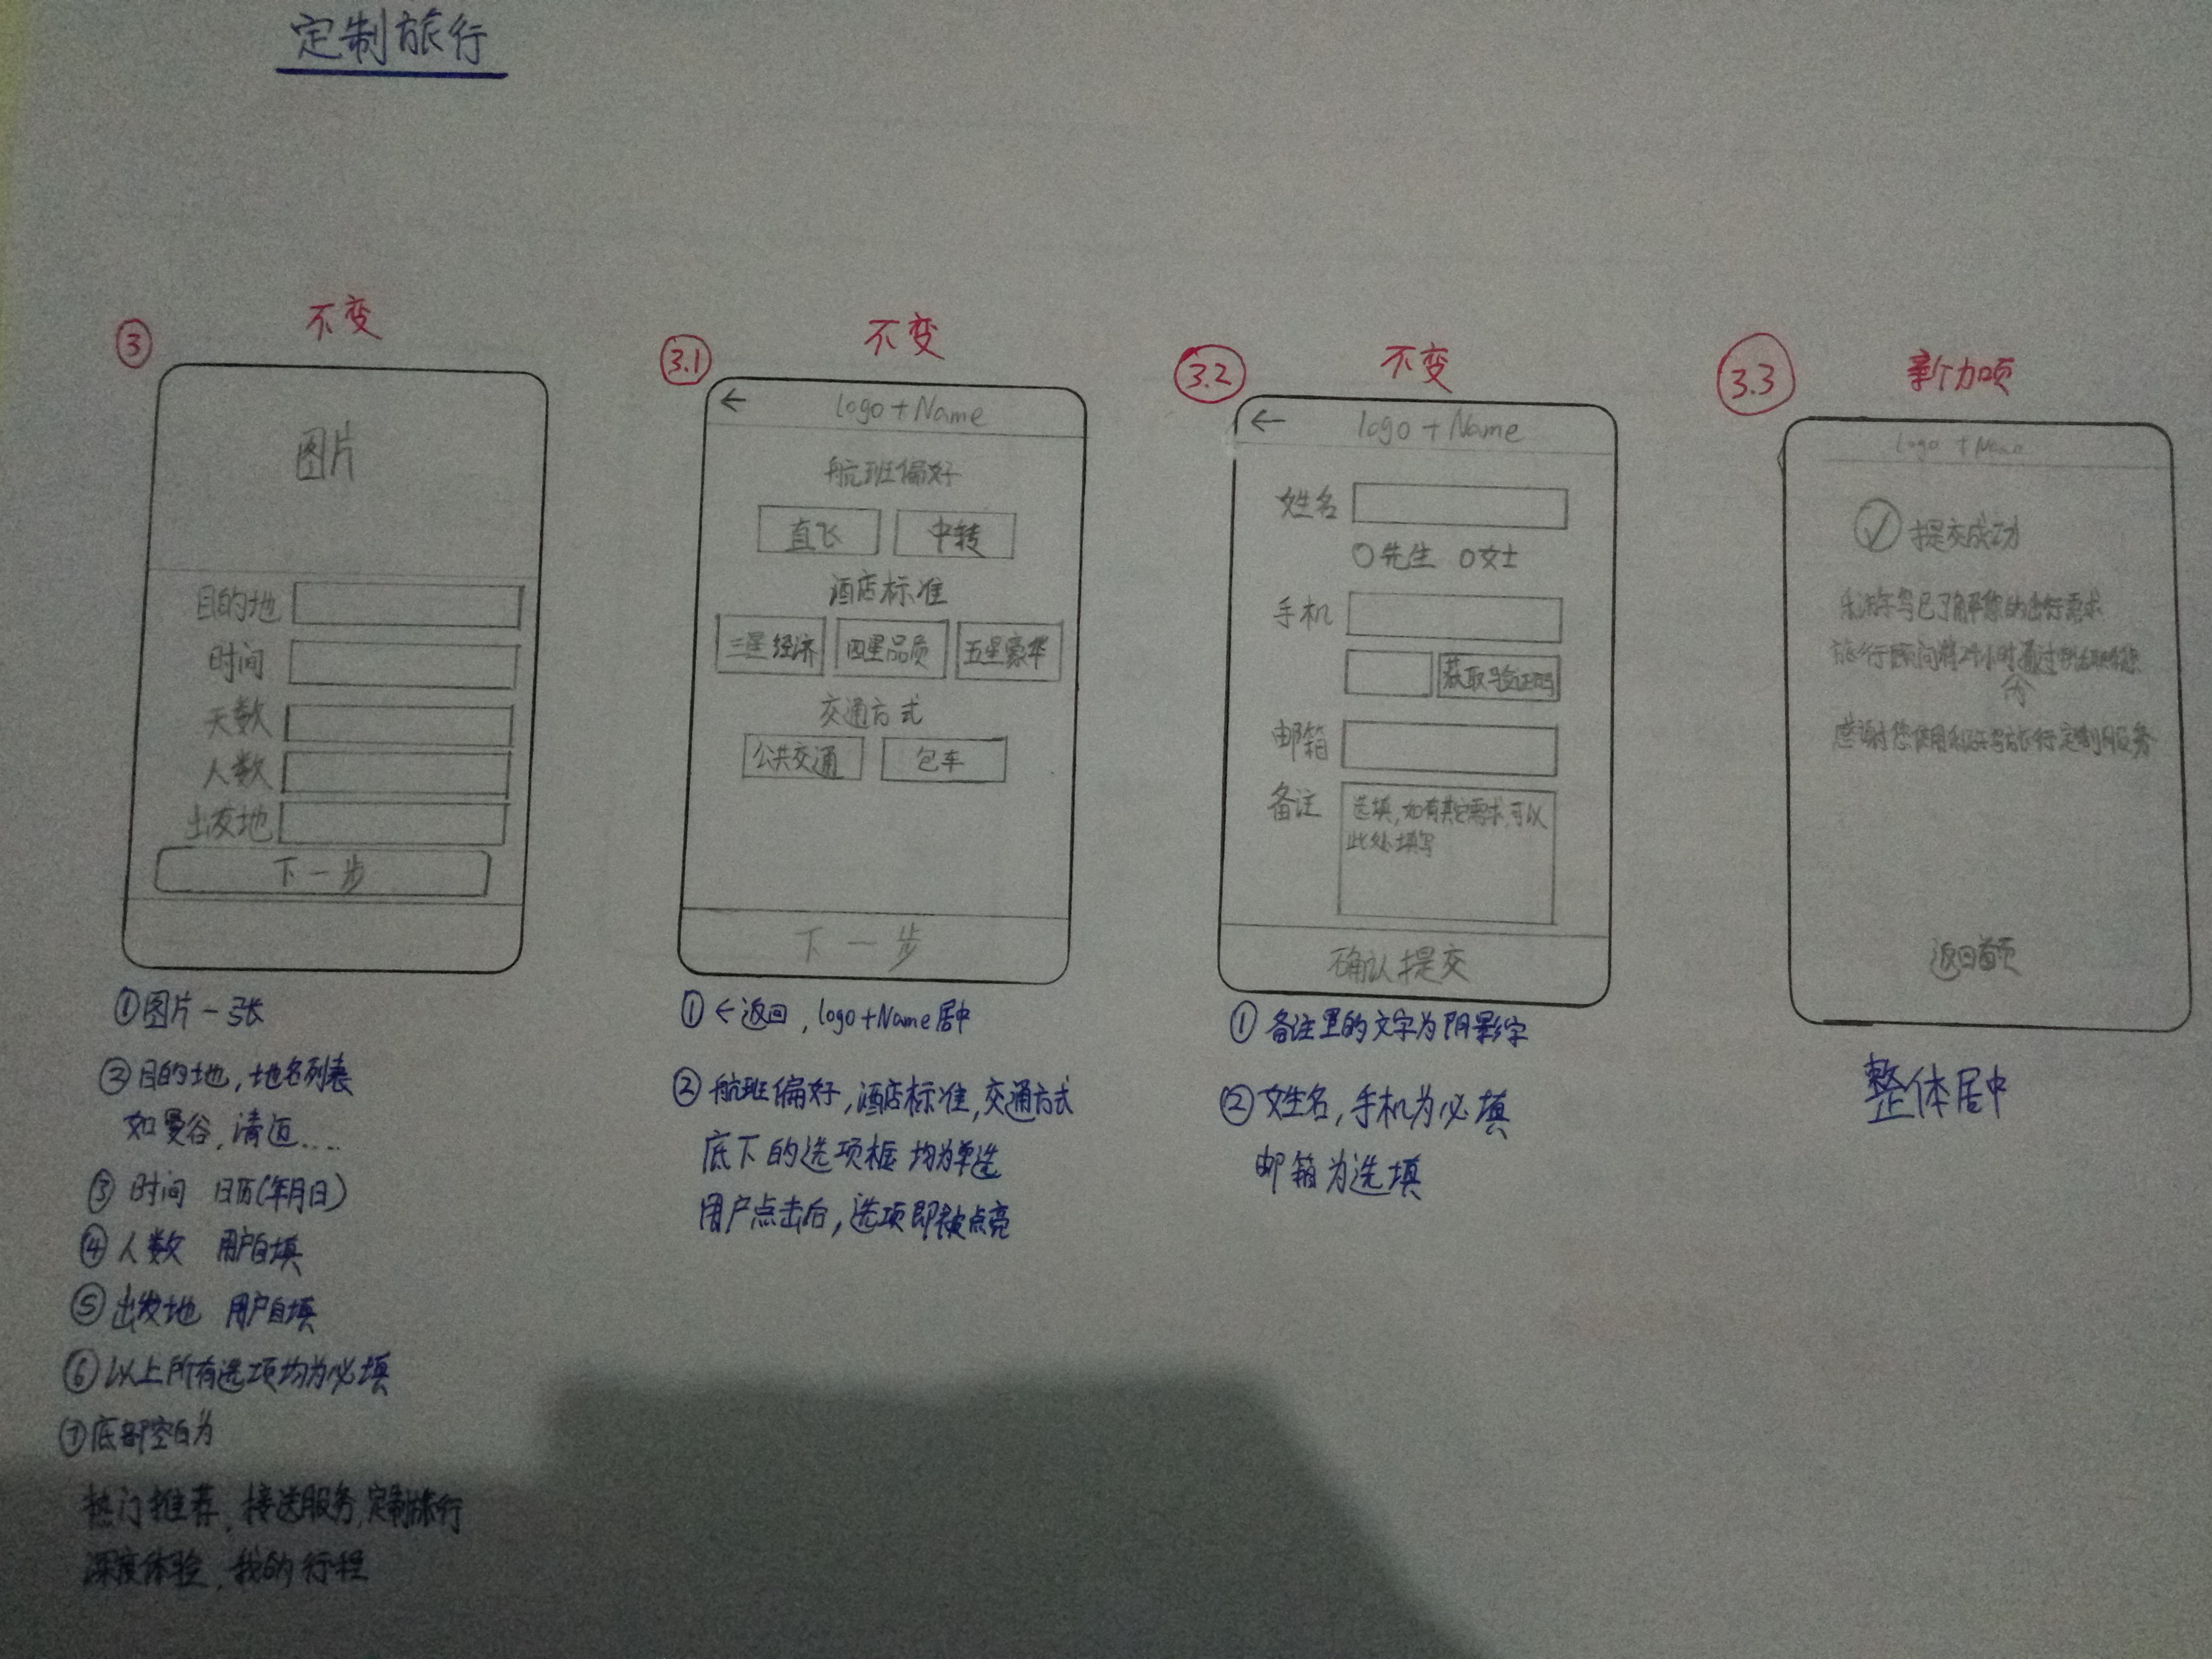 定制旅行
③ 不变
图片
目的地
时间
天数
人数
出发地
下一步
①图片一张
②目的地,地名列表
如曼谷,清迈....
③时间 日历(年月日)
④人数 用户自填
⑤出发地 用户自填
⑥以上所有选项均为必填
⑦底部空白为
热门推荐,接送服务,定制旅行
深度体验,我的行程
3.1 不变
← logo+Name
航班偏好
直飞 中转
酒店标准
三星经济 四星品质 五星豪华
交通方式
公共交通 包车
下一步
①←返回,logo+Name居中
②航班偏好,酒店标准,交通方式
底下的选项框均为单选
用户点击后,选项即被点亮
3.2 不变
← logo+Name
姓名
先生 女士
手机
获取验证码
邮箱
备注 选填,如有其它需求,可以
此处填写
确认提交
①备注里的文字为阴影字
②姓名,手机为必填
邮箱为选填
3.3 新加项
logo+Name
✓ 提交成功
已了解您的出行需求
旅行顾问将24小时内通过
感谢您使用 旅行定制服务
返回首页
整体居中